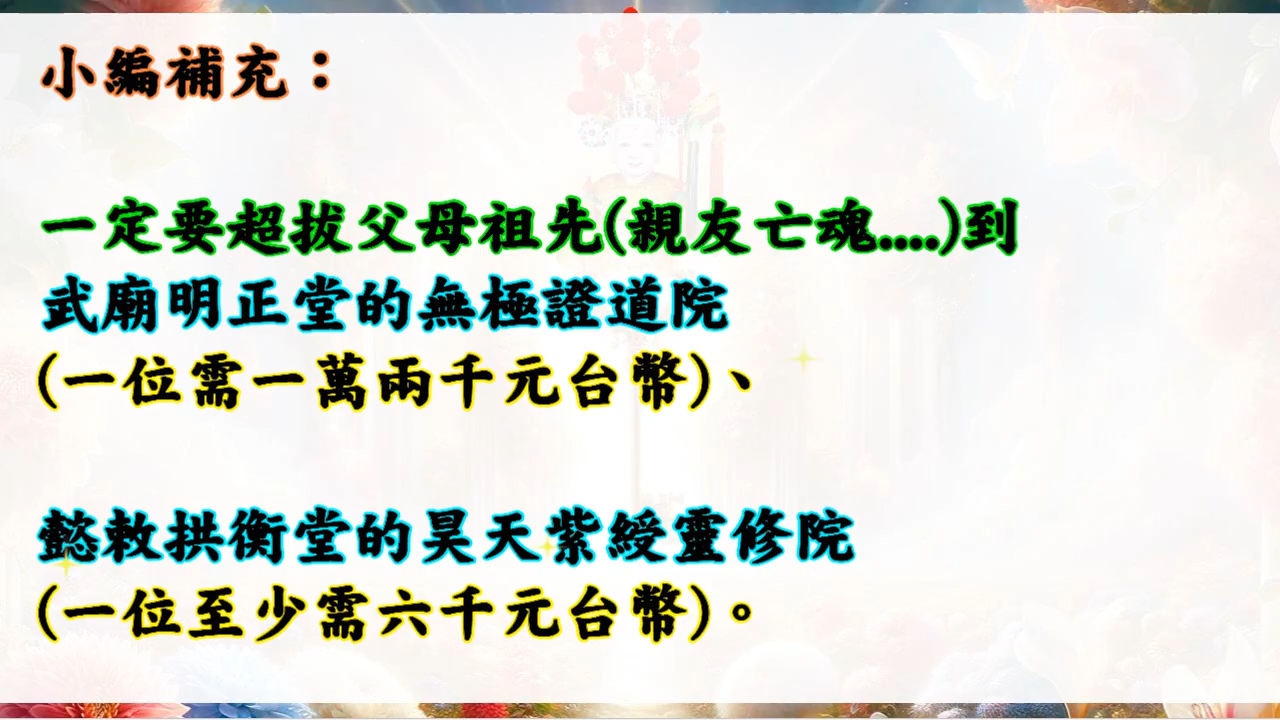 小編補充：
一定要超拔父母祖先(親友亡魂....)到
武廟明正堂的無極證道院
(一位需一萬兩千元台幣)、
懿敕拱衡堂的昊天紫綬靈修院
(一位至少需六千元台幣)。